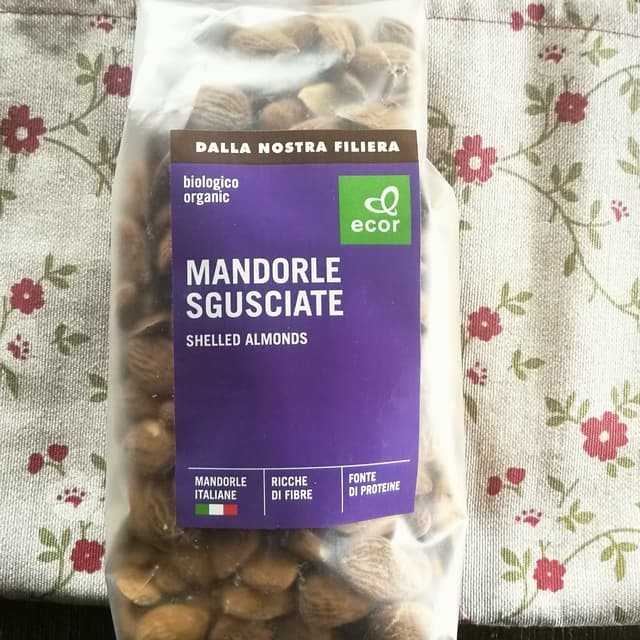 DALLA NOSTRA FILIERA
biologico
organic
ecor
MANDORLE
SGUSCIATE
SHELLED ALMONDS
MANDORLE
ITALIANE
RICCHE
DI FIBRE
FONTE
DI PROTEINE